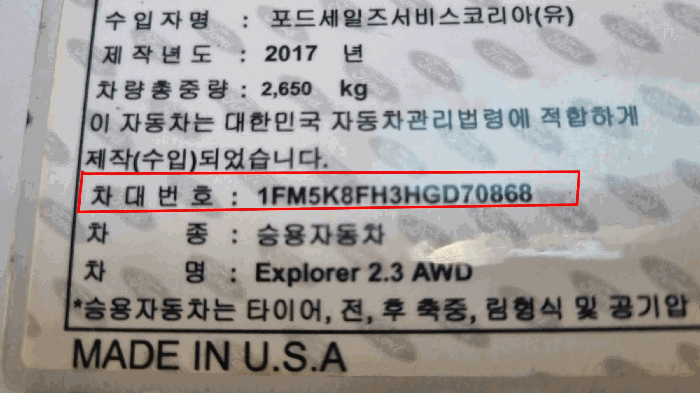 수입자명 : 포드세일즈서비스코리아(유)
제작년도 : 2017 년
차량총중량 : 2,650 kg
이 자동차는 대한민국 자동차관리법령에 적합하게
제작(수입)되었습니다.
차대번호 : 1FM5K8FH3HGD70868
차 종 : 승용자동차
차 명 : Explorer 2.3 AWD
*승용자동차는 타이어, 전, 후 축중, 림형식 및 공기압
MADE IN U.S.A